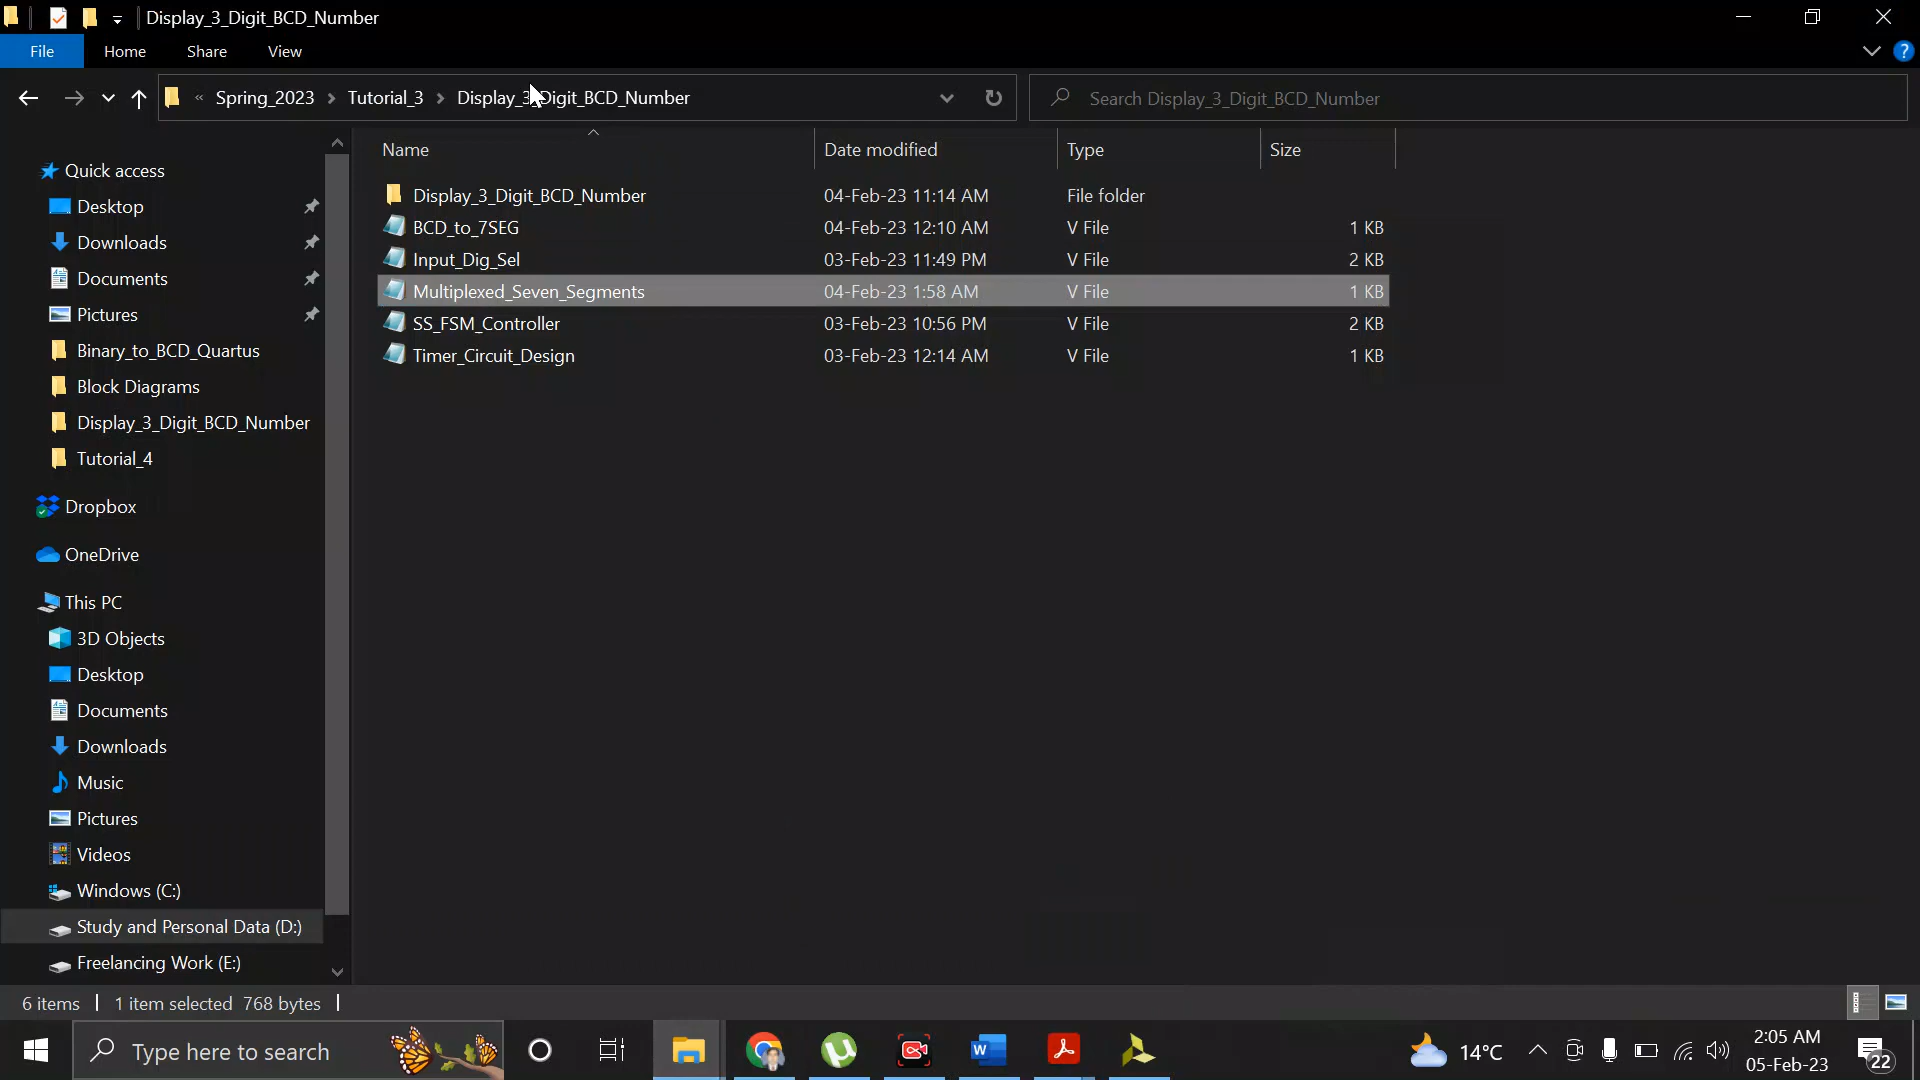 Display_3_Digit_BCD_Number
File Home Share View
« Spring_2023 › Tutorial_3 › Display_3_Digit_BCD_Number
Search Display_3_Digit_BCD_Number
Name Date modified Type Size
Quick access
Desktop
Downloads
Documents
Pictures
Binary_to_BCD_Quartus
Block Diagrams
Display_3_Digit_BCD_Number
Tutorial_4
Dropbox
OneDrive
This PC
3D Objects
Desktop
Documents
Downloads
Music
Pictures
Videos
Windows (C:)
Study and Personal Data (D:)
Freelancing Work (E:)
Display_3_Digit_BCD_Number 04-Feb-23 11:14 AM File folder
BCD_to_7SEG 04-Feb-23 12:10 AM V File 1 KB
Input_Dig_Sel 03-Feb-23 11:49 PM V File 2 KB
Multiplexed_Seven_Segments 04-Feb-23 1:58 AM V File 1 KB
SS_FSM_Controller 03-Feb-23 10:56 PM V File 2 KB
Timer_Circuit_Design 03-Feb-23 12:14 AM V File 1 KB
6 items 1 item selected 768 bytes
Type here to search
14°C
2:05 AM
05-Feb-23
22